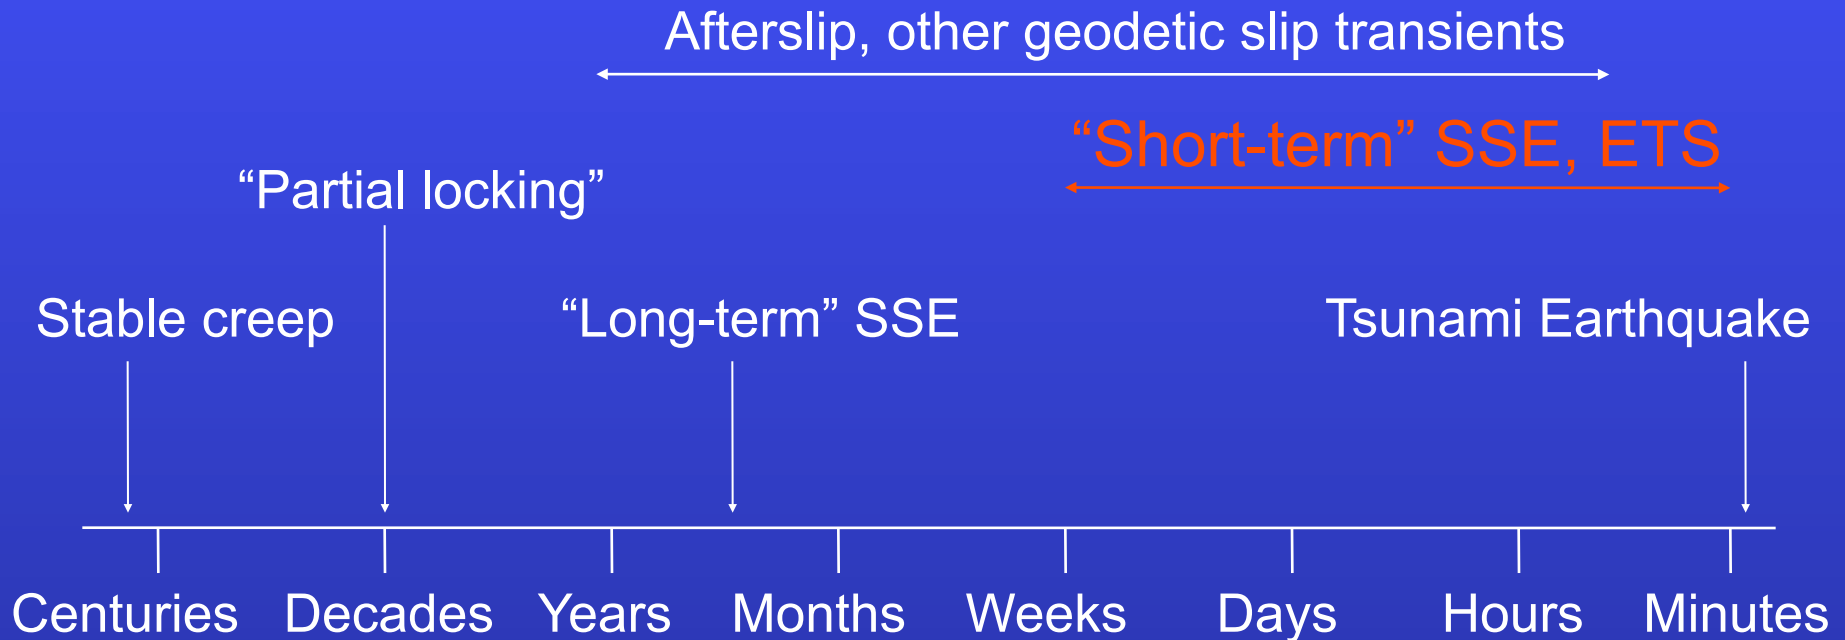 Afterslip, other geodetic slip transients
“Short-term” SSE, ETS
“Partial locking”
Stable creep
“Long-term” SSE
Tsunami Earthquake
Centuries Decades Years Months Weeks Days Hours Minutes